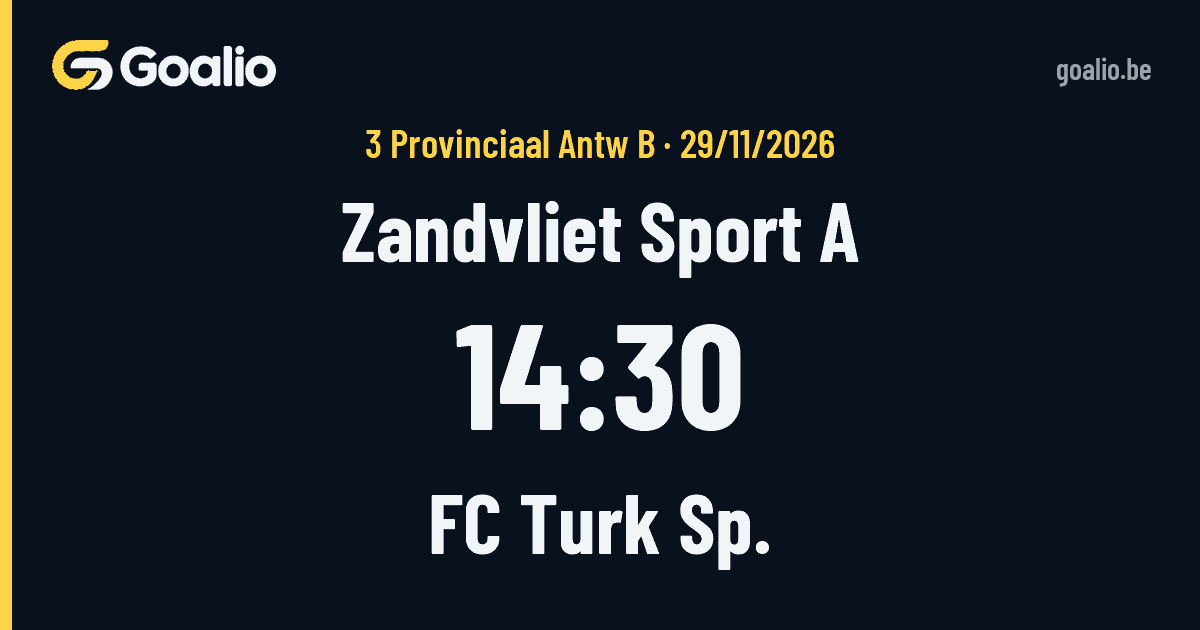 Goalio
goalio.be
3 Provinciaal Antw B · 29/11/2026
Zandvliet Sport A
14:30
FC Turk Sp.